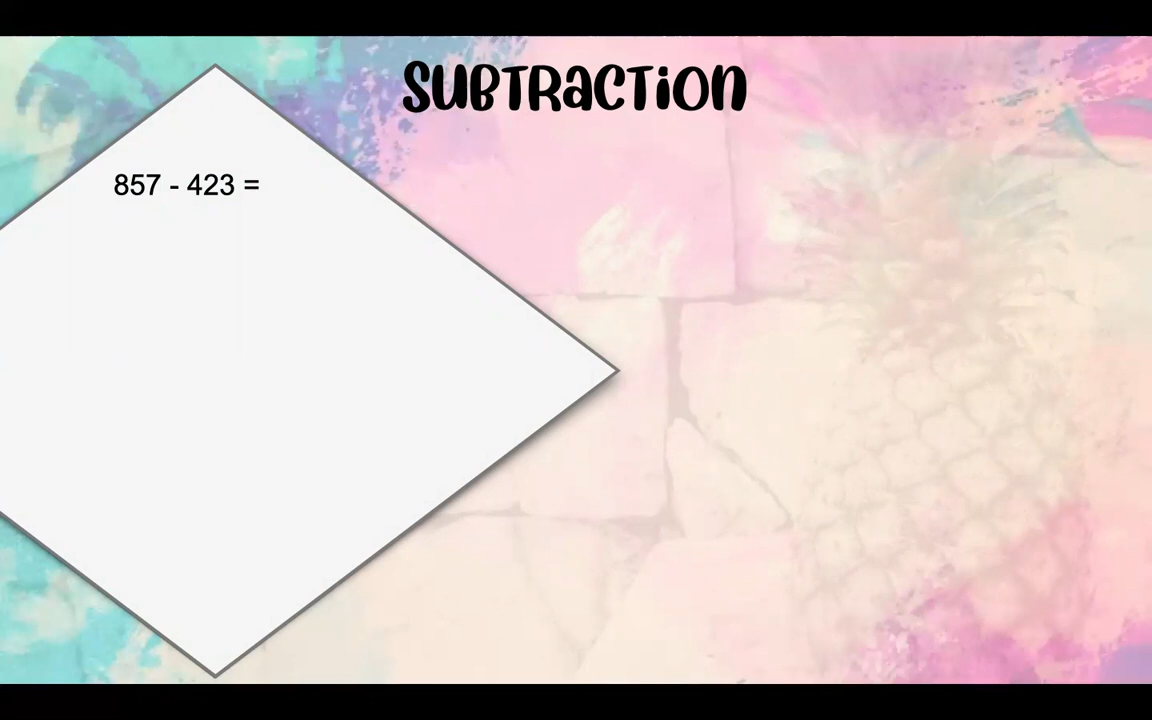 SUBTRaCTiOn
857 - 423 =